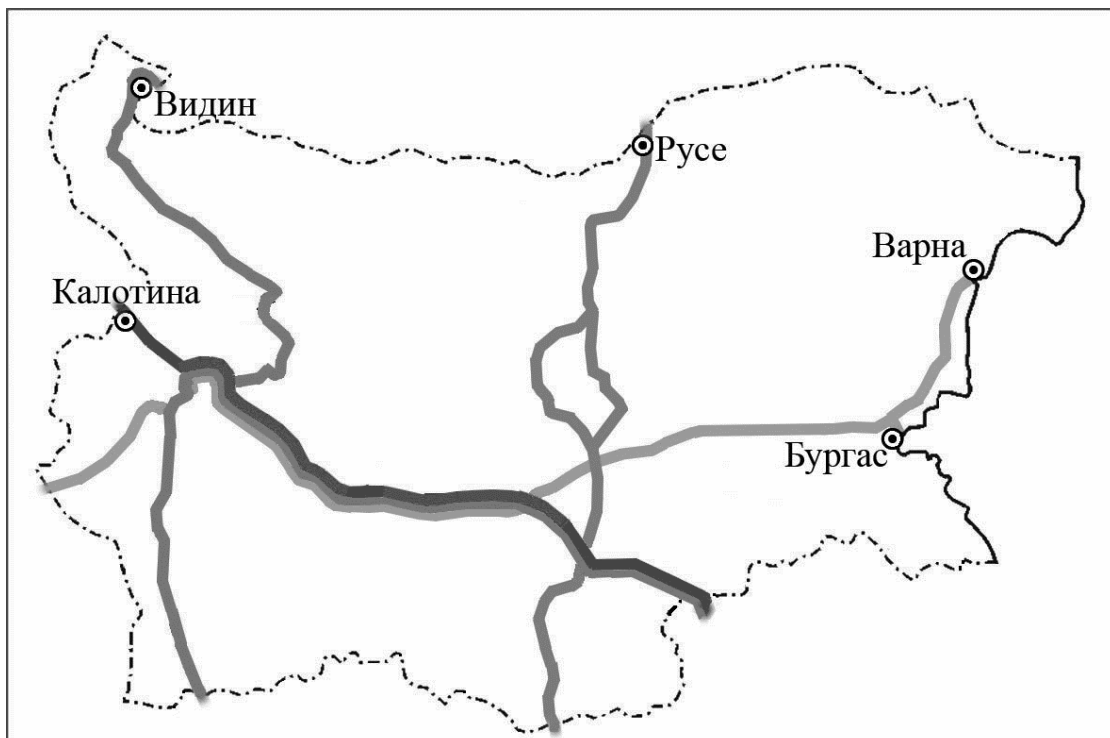 Видин
Русе
Варна
Калотина
Бургас